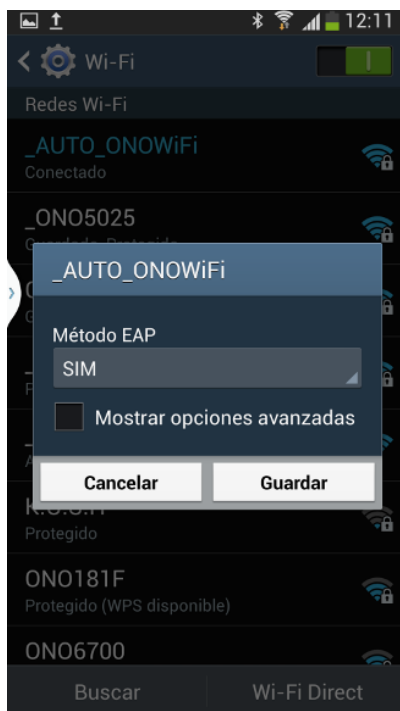 12:11
Wi-Fi
Redes Wi-Fi
_AUTO_ONOWiFi
Conectado
_ONO5025
_AUTO_ONOWiFi
Método EAP
SIM
Mostrar opciones avanzadas
Cancelar
Guardar
Protegido
ONO181F
Protegido (WPS disponible)
ONO6700
Buscar
Wi-Fi Direct